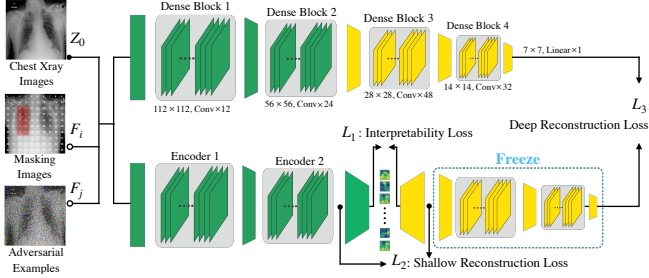 Dense Block 1
Dense Block 2
Dense Block 3
Dense Block 4
Z₀
7 × 7, Linear×1
Chest Xray
Images
112 × 112, Conv×12
56 × 56, Conv×24
28 × 28, Conv×48
14 × 14, Conv×32
L₃
Fᵢ
Deep Reconstruction Loss
L₁: Interpretability Loss
Masking
Images
Encoder 1
Encoder 2
Freeze
Fⱼ
Adversarial
Examples
L₂: Shallow Reconstruction Loss